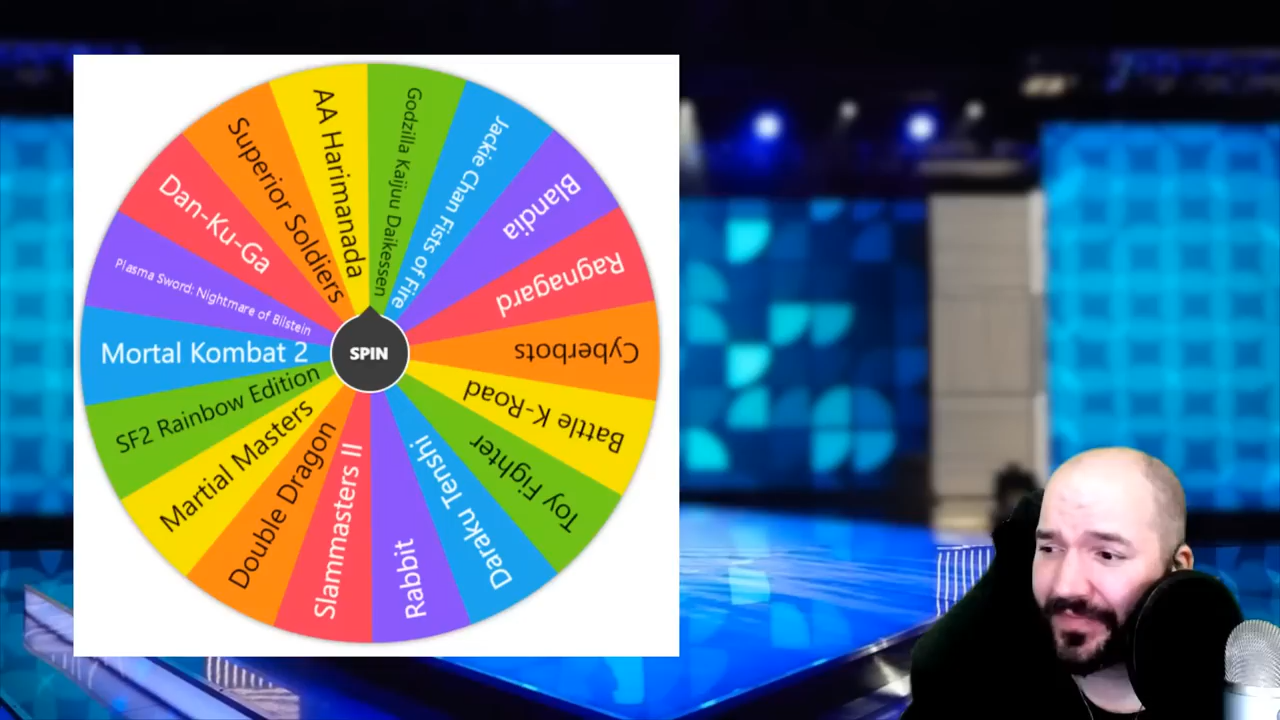 Godzilla Kaijuu Daikessen
Jackie Chan Fists of Fire
Blandia
Ragnagard
Cyberbots
Battle K-Road
Toy Fighter
Daraku Tenshi
Rabbit
Slammasters II
Double Dragon
Martial Masters
SF2 Rainbow Edition
Mortal Kombat 2
Plasma Sword: Nightmare of Bilstein
Dan-Ku-Ga
Superior Soldiers
AA Harimanada
SPIN